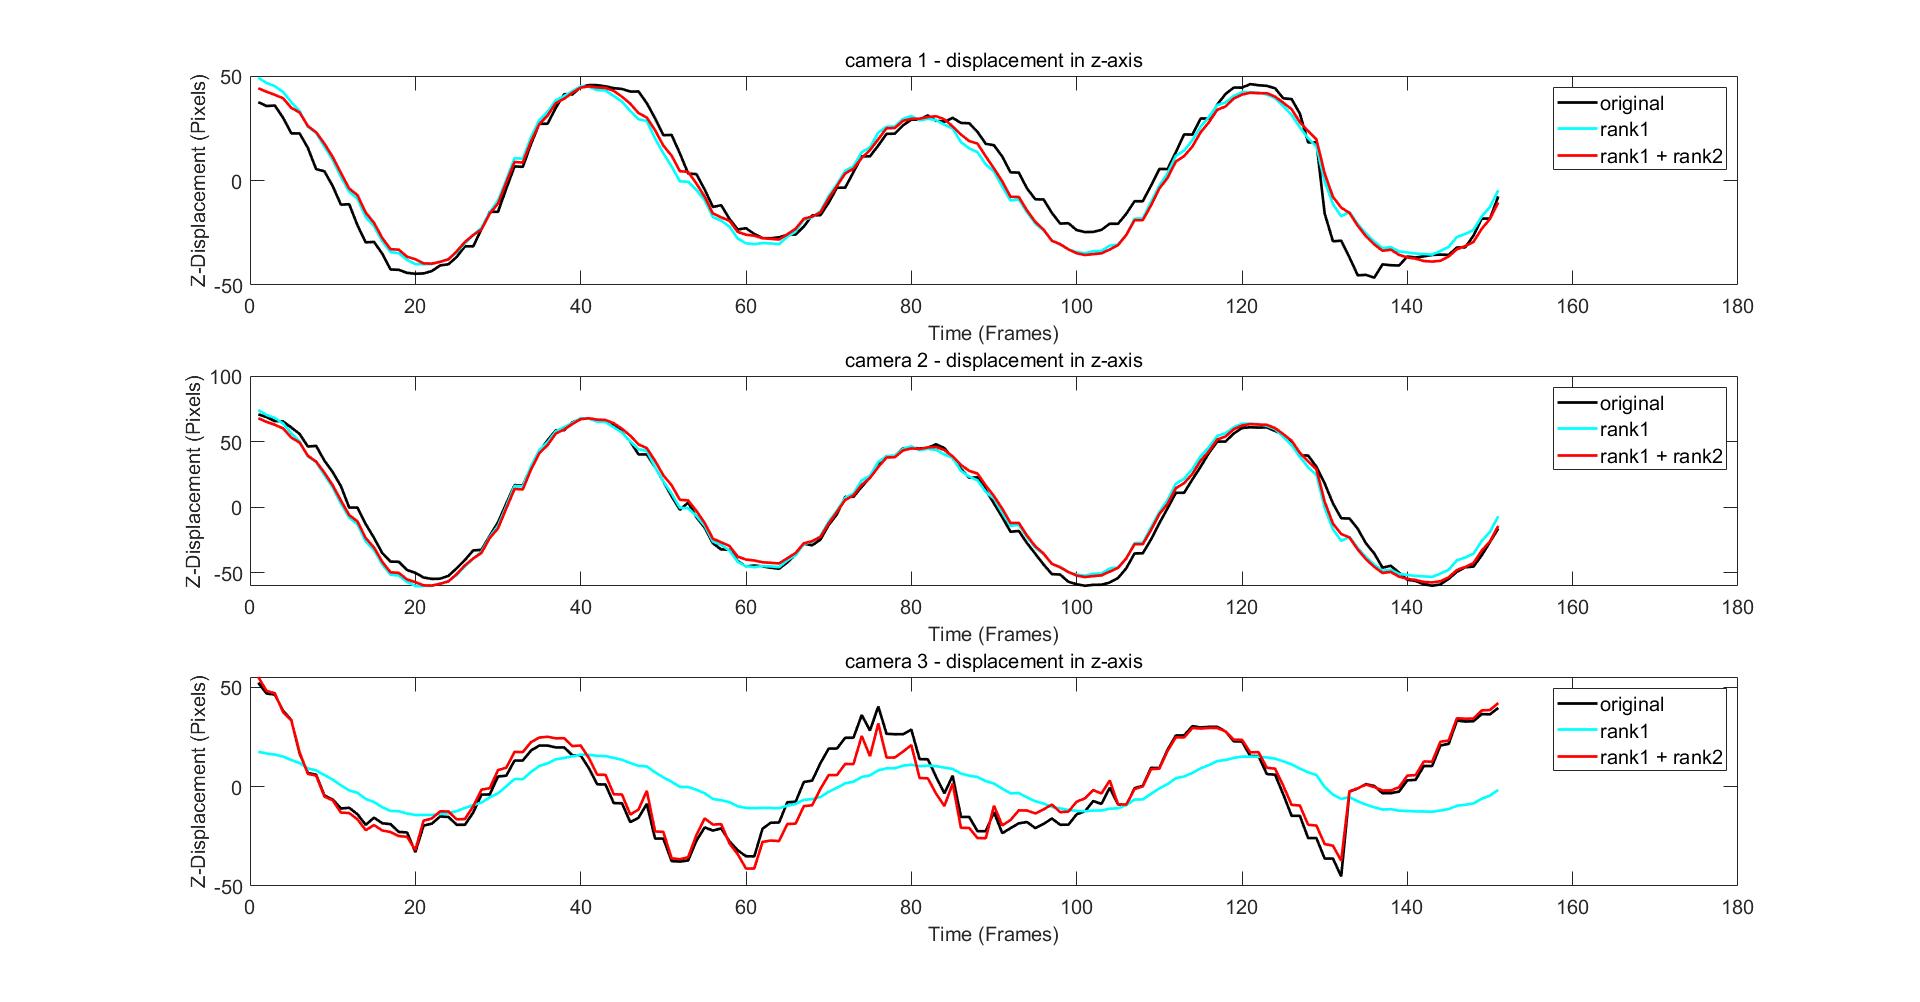 camera 1 - displacement in z-axis
Z-Displacement (Pixels)
50
0
-50
0 20 40 60 80 100 120 140 160 180
Time (Frames)
original
rank1
rank1 + rank2
camera 2 - displacement in z-axis
Z-Displacement (Pixels)
100
50
0
-50
0 20 40 60 80 100 120 140 160 180
Time (Frames)
original
rank1
rank1 + rank2
camera 3 - displacement in z-axis
Z-Displacement (Pixels)
50
0
-50
0 20 40 60 80 100 120 140 160 180
Time (Frames)
original
rank1
rank1 + rank2